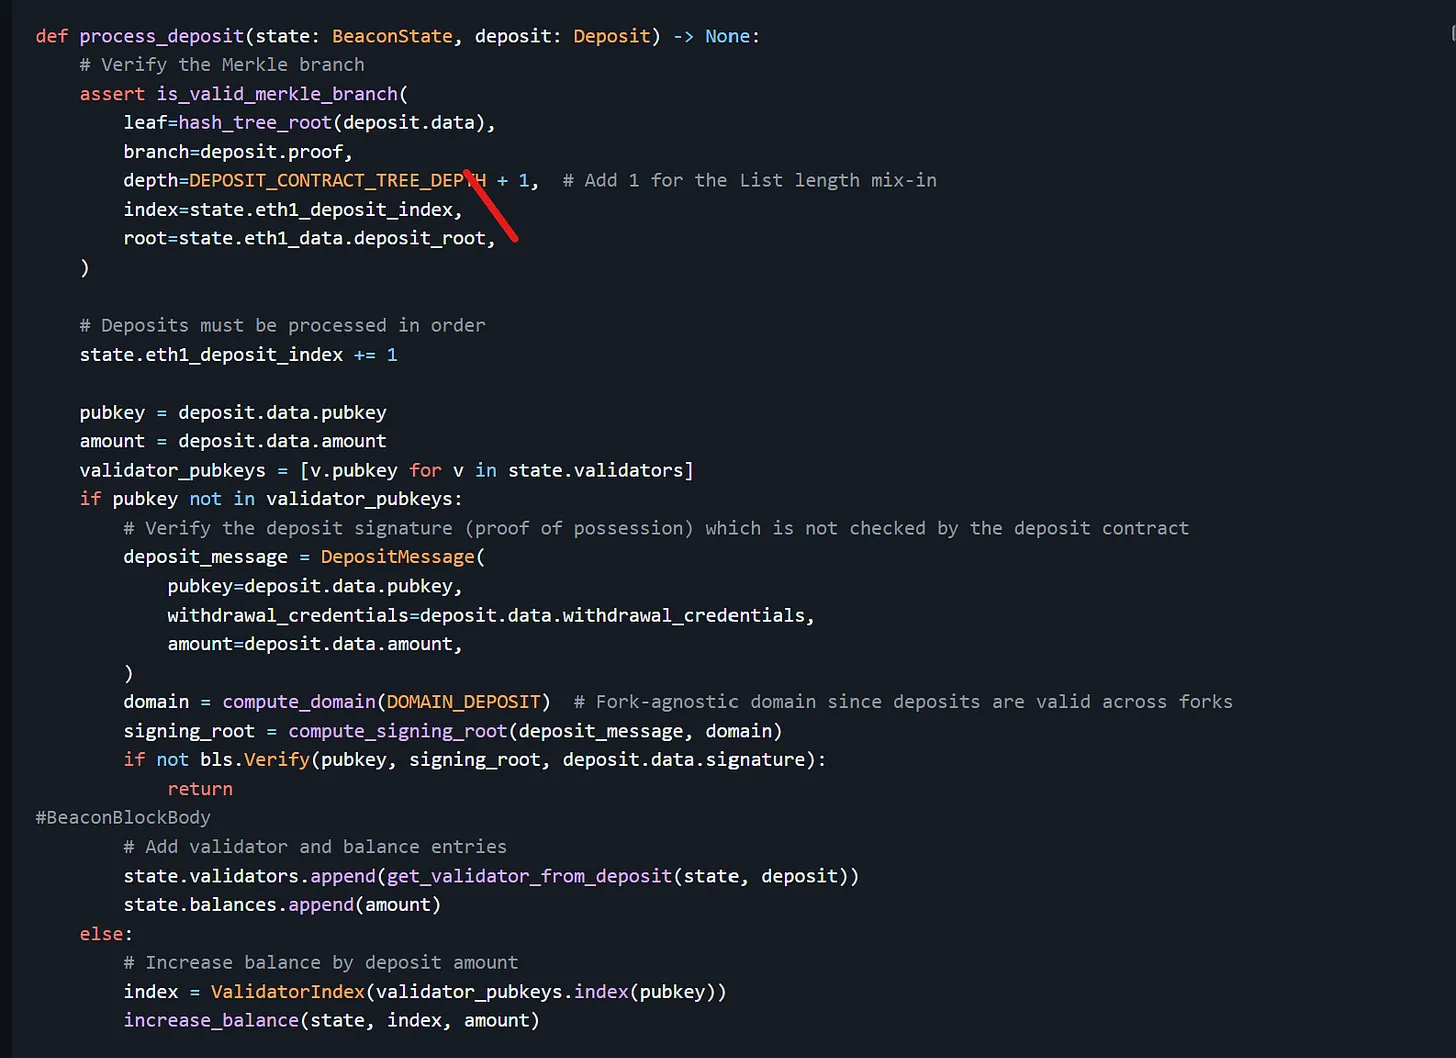 def process_deposit(state: BeaconState, deposit: Deposit) -> None:
    # Verify the Merkle branch
    assert is_valid_merkle_branch(
        leaf=hash_tree_root(deposit.data),
        branch=deposit.proof,
        depth=DEPOSIT_CONTRACT_TREE_DEPTH + 1,  # Add 1 for the List length mix-in
        index=state.eth1_deposit_index,
        root=state.eth1_data.deposit_root,
    )

    # Deposits must be processed in order
    state.eth1_deposit_index += 1

    pubkey = deposit.data.pubkey
    amount = deposit.data.amount
    validator_pubkeys = [v.pubkey for v in state.validators]
    if pubkey not in validator_pubkeys:
        # Verify the deposit signature (proof of possession) which is not checked by the deposit contract
        deposit_message = DepositMessage(
            pubkey=deposit.data.pubkey,
            withdrawal_credentials=deposit.data.withdrawal_credentials,
            amount=deposit.data.amount,
        )
        domain = compute_domain(DOMAIN_DEPOSIT)  # Fork-agnostic domain since deposits are valid across forks
        signing_root = compute_signing_root(deposit_message, domain)
        if not bls.Verify(pubkey, signing_root, deposit.data.signature):
            return
#BeaconBlockBody
        # Add validator and balance entries
        state.validators.append(get_validator_from_deposit(state, deposit))
        state.balances.append(amount)
    else:
        # Increase balance by deposit amount
        index = ValidatorIndex(validator_pubkeys.index(pubkey))
        increase_balance(state, index, amount)